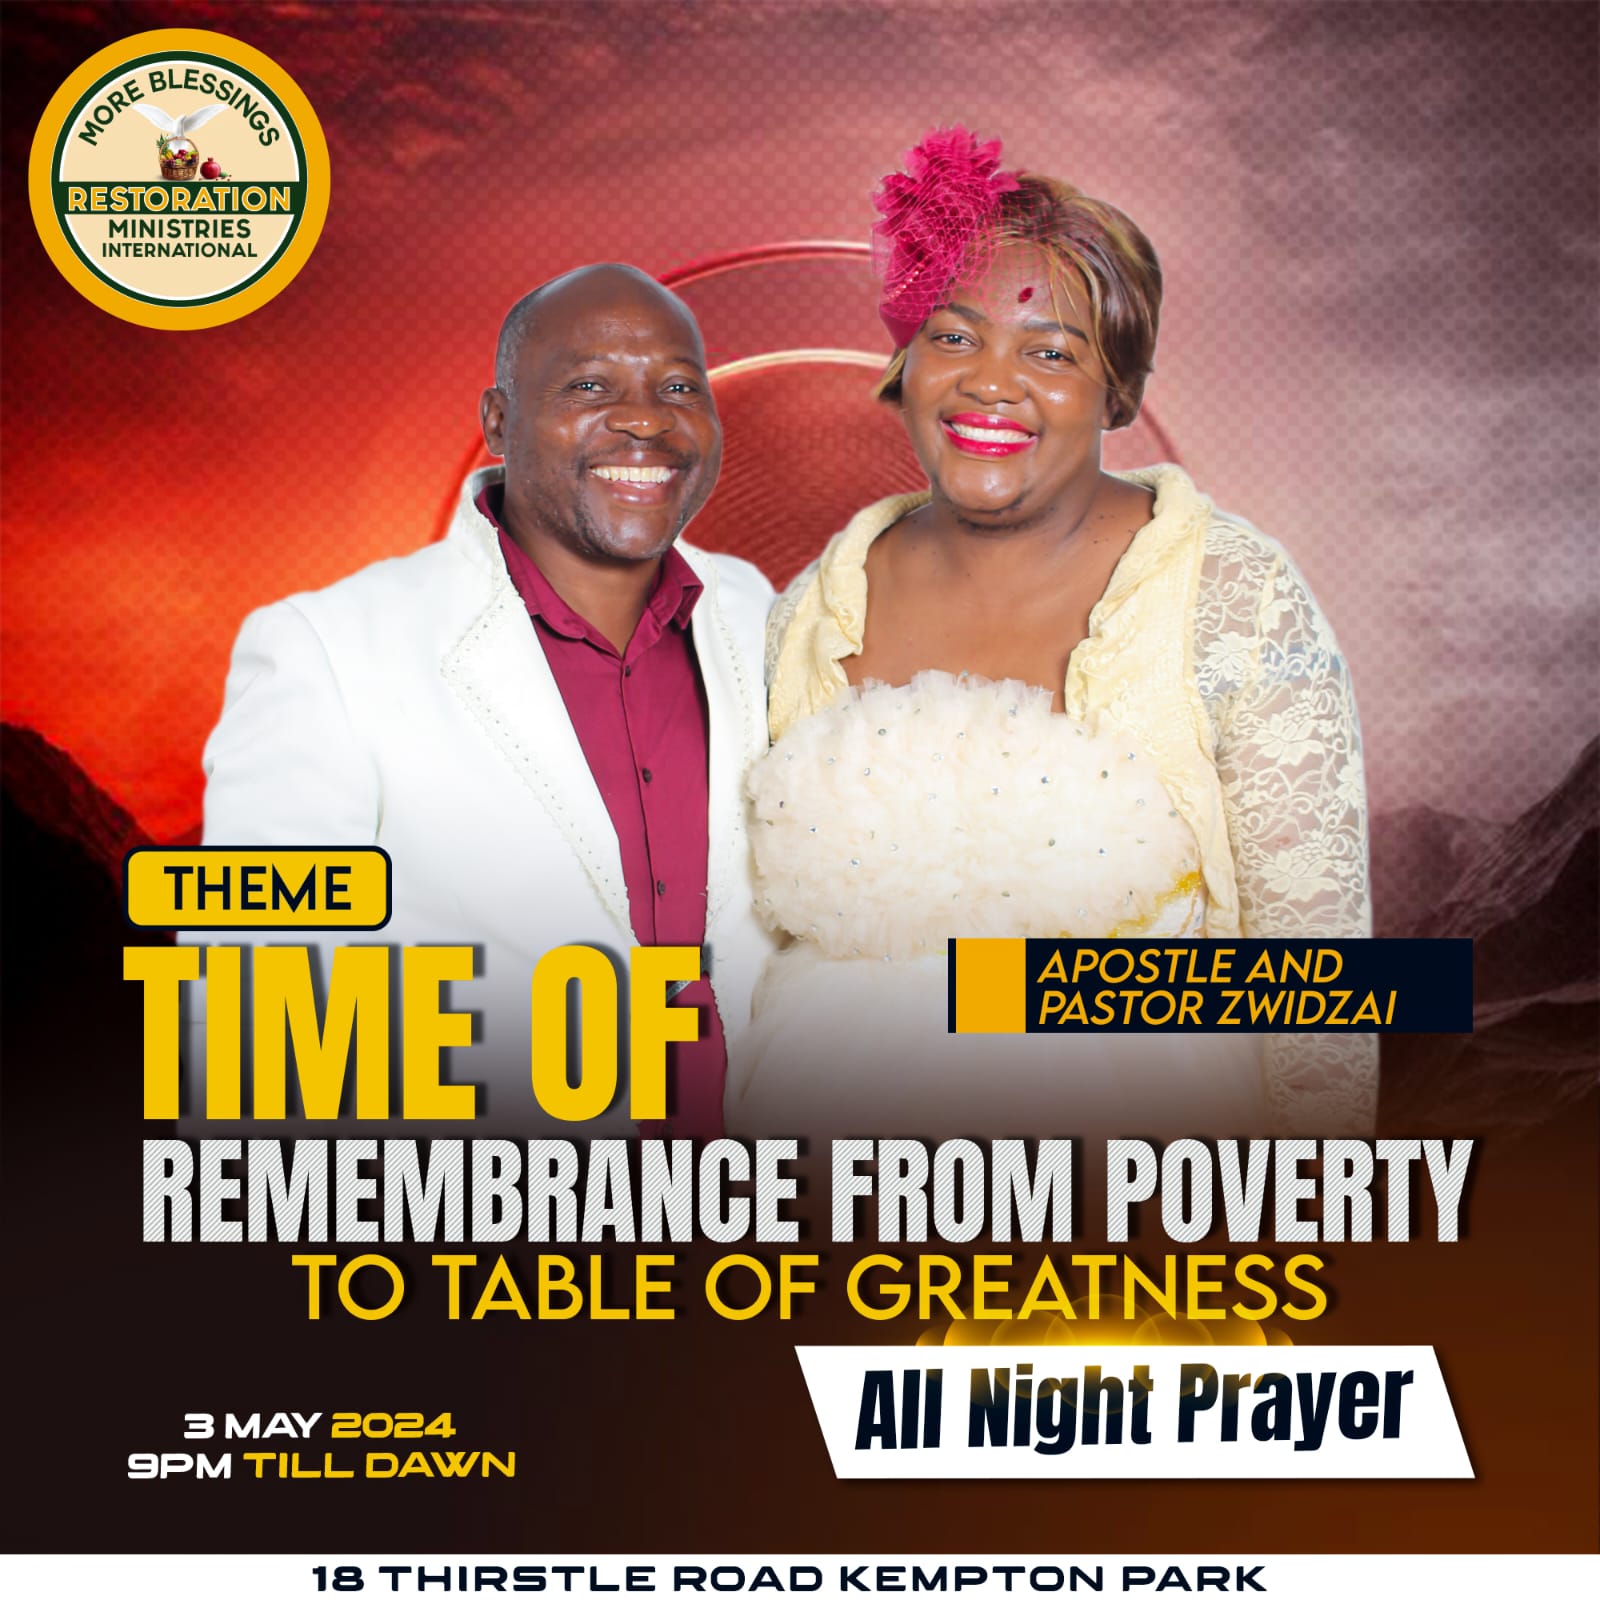 MORE BLESSINGS
RESTORATION
MINISTRIES
INTERNATIONAL
THEME
TIME OF
APOSTLE AND
PASTOR ZWIDZAI
REMEMBRANCE FROM POVERTY
TO TABLE OF GREATNESS
All Night Prayer
3 MAY 2024
9PM TILL DAWN
18 THIRSTLE ROAD KEMPTON PARK